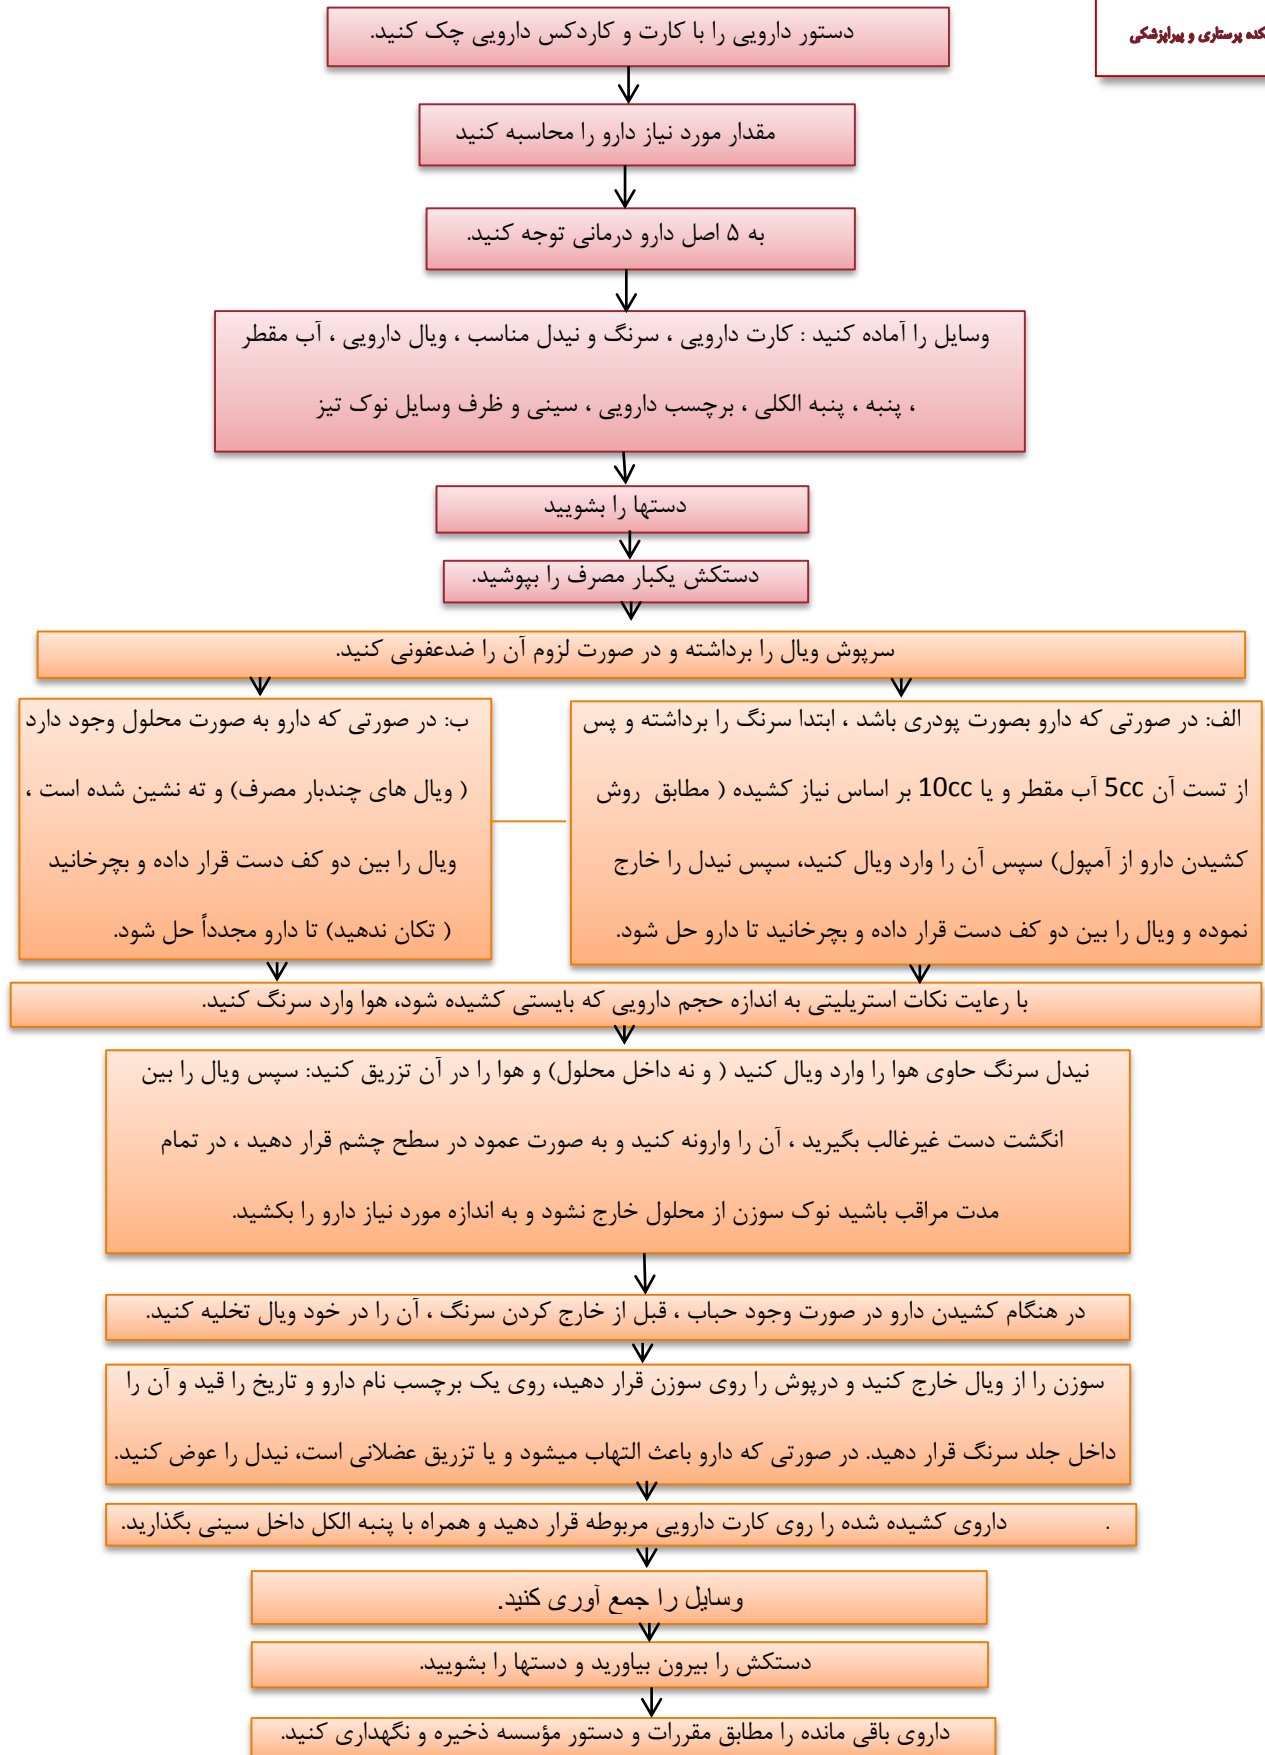 کده پرستاری و پیراپزشکی
دستور دارویی را با کارت و کاردکس دارویی چک کنید.
مقدار مورد نیاز دارو را محاسبه کنید
به ۵ اصل دارو درمانی توجه کنید.
وسایل را آماده کنید : کارت دارویی ، سرنگ و نیدل مناسب ، ویال دارویی ، آب مقطر
، پنبه ، پنبه الکلی ، برچسب دارویی ، سینی و ظرف وسایل نوک تیز
دستها را بشویید
دستکش یکبار مصرف را بپوشید.
سرپوش ویال را برداشته و در صورت لزوم آن را ضدعفونی کنید.
الف: در صورتی که دارو بصورت پودری باشد ، ابتدا سرنگ را برداشته و پس
از تست آن 5cc آب مقطر و یا 10cc بر اساس نیاز کشیده ( مطابق روش
کشیدن دارو از آمپول) سپس آن را وارد ویال کنید، سپس نیدل را خارج
نموده و ویال را بین دو کف دست قرار داده و بچرخانید تا دارو حل شود.
ب: در صورتی که دارو به صورت محلول وجود دارد
( ویال های چندبار مصرف) و ته نشین شده است ،
ویال را بین دو کف دست قرار داده و بچرخانید
( تکان ندهید) تا دارو مجدداً حل شود.
با رعایت نکات استریلیتی به اندازه حجم دارویی که بایستی کشیده شود، هوا وارد سرنگ کنید.
نیدل سرنگ حاوی هوا را وارد ویال کنید ( و نه داخل محلول) و هوا را در آن تزریق کنید: سپس ویال را بین
انگشت دست غیرغالب بگیرید ، آن را وارونه کنید و به صورت عمود در سطح چشم قرار دهید ، در تمام
مدت مراقب باشید نوک سوزن از محلول خارج نشود و به اندازه مورد نیاز دارو را بکشید.
در هنگام کشیدن دارو در صورت وجود حباب ، قبل از خارج کردن سرنگ ، آن را در خود ویال تخلیه کنید.
سوزن را از ویال خارج کنید و درپوش را روی سوزن قرار دهید، روی یک برچسب نام دارو و تاریخ را قید و آن را
داخل جلد سرنگ قرار دهید. در صورتی که دارو باعث التهاب میشود و یا تزریق عضلانی است، نیدل را عوض کنید.
. داروی کشیده شده را روی کارت دارویی مربوطه قرار دهید و همراه با پنبه الکل داخل سینی بگذارید.
وسایل را جمع آوری کنید.
دستکش را بیرون بیاورید و دستها را بشویید.
داروی باقی مانده را مطابق مقررات و دستور مؤسسه ذخیره و نگهداری کنید.